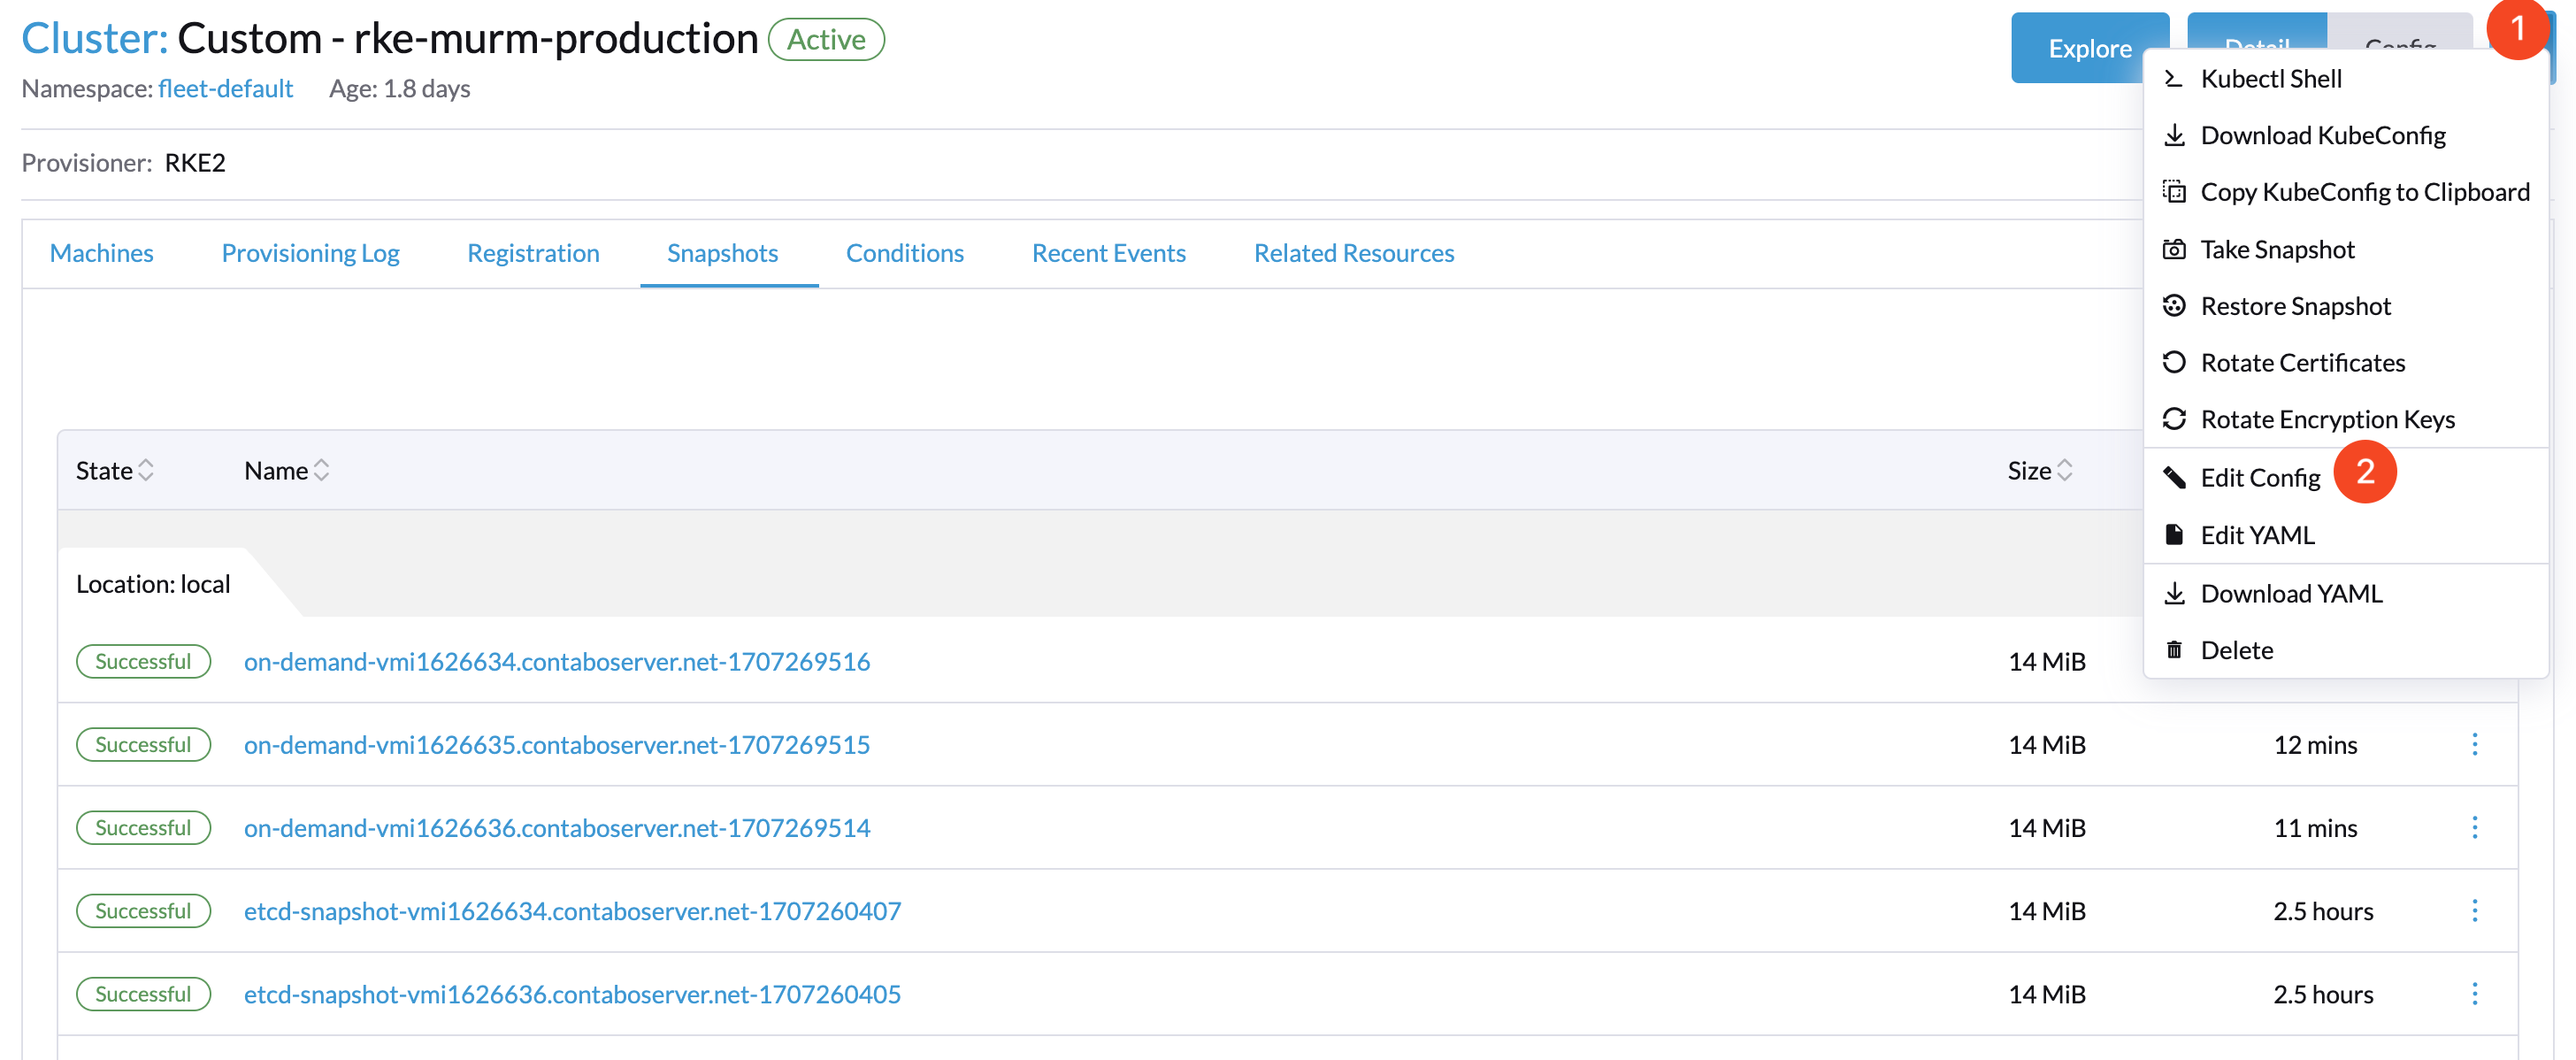 Cluster: Custom - rke-murm-production Active
Explore Detail Config 1
Namespace: fleet-default Age: 1.8 days
Provisioner: RKE2
Machines Provisioning Log Registration Snapshots Conditions Recent Events Related Resources
Kubectl Shell
Download KubeConfig
Copy KubeConfig to Clipboard
Take Snapshot
Restore Snapshot
Rotate Certificates
Rotate Encryption Keys
Edit Config 2
Edit YAML
Download YAML
Delete
State Name Size
Location: local
Successful on-demand-vmi1626634.contaboserver.net-1707269516 14 MiB
Successful on-demand-vmi1626635.contaboserver.net-1707269515 14 MiB 12 mins
Successful on-demand-vmi1626636.contaboserver.net-1707269514 14 MiB 11 mins
Successful etcd-snapshot-vmi1626634.contaboserver.net-1707260407 14 MiB 2.5 hours
Successful etcd-snapshot-vmi1626636.contaboserver.net-1707260405 14 MiB 2.5 hours